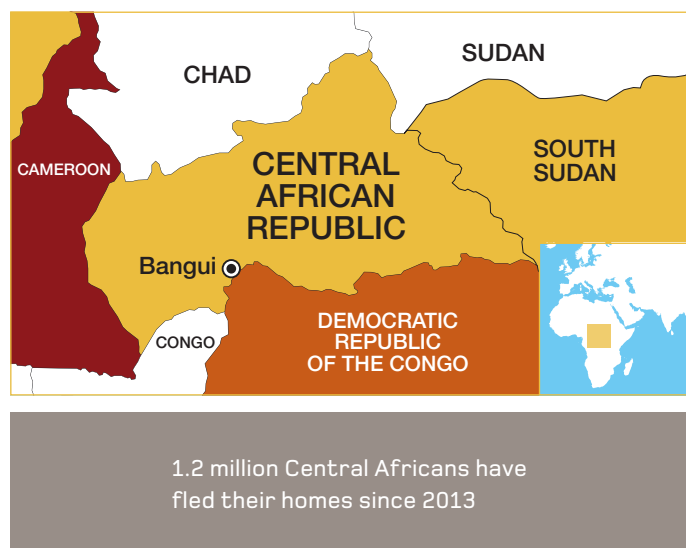 SUDAN
CHAD
SOUTH
SUDAN
CAMEROON
CENTRAL
AFRICAN
REPUBLIC
Bangui
DEMOCRATIC
REPUBLIC
OF THE CONGO
CONGO
1.2 million Central Africans have
fled their homes since 2013